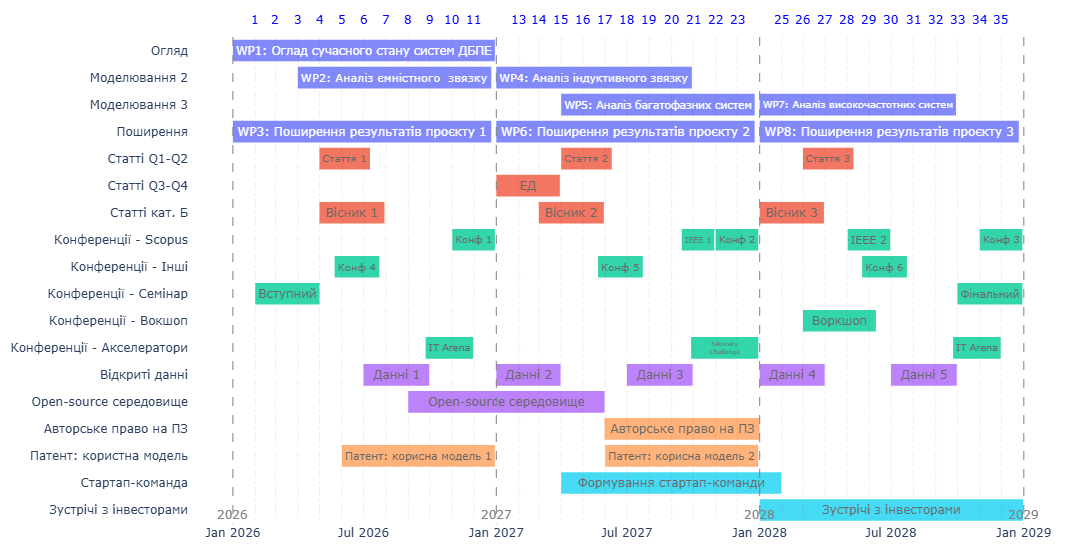 1 2 3 4 5 6 7 8 9 10 11 13 14 15 16 17 18 19 20 21 22 23 25 26 27 28 29 30 31 32 33 34 35
Огляд WP1: Оглад сучасного стану систем ДБПЕ
Моделювання 2 WP2: Аналіз ємністного звязку WP4: Аналіз індуктивного звязку
Моделювання 3 WP5: Аналіз багатофазних систем WP7: Аналіз високочастотних систем
Поширення WP3: Поширення результатів проєкту 1 WP6: Поширення результатів проєкту 2 WP8: Поширення результатів проєкту 3
Статті Q1-Q2 Стаття 1 Стаття 2 Стаття 3
Статті Q3-Q4 ЕД
Статті кат. Б Вісник 1 Вісник 2 Вісник 3
Конференції - Scopus Конф 1 IEEE 1 Конф 2 IEEE 2 Конф 3
Конференції - Інші Конф 4 Конф 5 Конф 6
Конференції - Семінар Вступний Фінальний
Конференції - Вокшоп Воркшоп
Конференції - Акселератори IT Arena Sikorsky Challenge IT Arena
Відкриті данні Данні 1 Данні 2 Данні 3 Данні 4 Данні 5
Open-source середовище Open-source середовище
Авторське право на ПЗ Авторське право на ПЗ
Патент: користна модель Патент: корисна модель 1 Патент: корисна модель 2
Стартап-команда Формування стартап-команди
Зустрічі з інвесторами 2026 2027 2028 Зустрічі з інвесторами 2029
Jan 2026 Jul 2026 Jan 2027 Jul 2027 Jan 2028 Jul 2028 Jan 2029